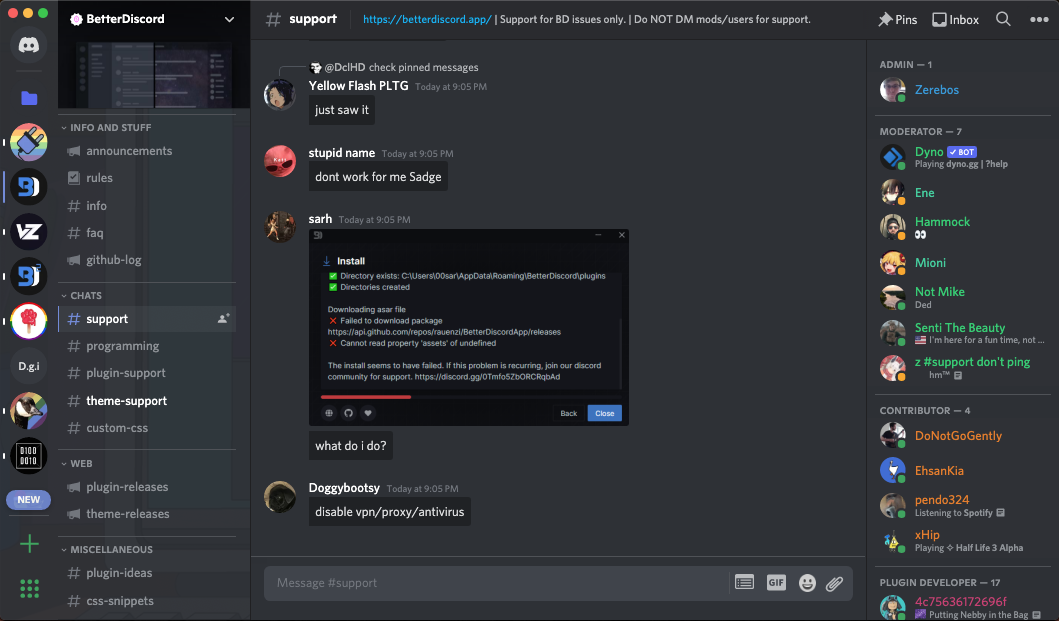 BetterDiscord
INFO AND STUFF
announcements
rules
info
faq
github-log
CHATS
support
programming
plugin-support
theme-support
custom-css
WEB
plugin-releases
theme-releases
MISCELLANEOUS
plugin-ideas
css-snippets
VZ
D.g.i
0100
0010
NEW
# support
https://betterdiscord.app/ | Support for BD issues only. | Do NOT DM mods/users for support.
Pins
Inbox
@DclHD check pinned messages
Yellow Flash PLTG Today at 9:05 PM
just saw it
stupid name Today at 9:05 PM
dont work for me Sadge
sarh Today at 9:05 PM
Install
✅ Directory exists: C:\Users\00sar\AppData\Roaming\BetterDiscord\plugins
✅ Directories created
Downloading asar file
❌ Failed to download package
https://api.github.com/repos/rauenzi/BetterDiscordApp/releases
❌ Cannot read property 'assets' of undefined
The install seems to have failed. If this problem is recurring, join our discord
community for support. https://discord.gg/0Tmfo5ZbORCRqbAd
Back
Close
what do i do?
Doggybootsy Today at 9:05 PM
disable vpn/proxy/antivirus
Message #support
GIF
ADMIN — 1
Zerebos
MODERATOR — 7
Dyno ✓ BOT
Playing dyno.gg | ?help
Ene
Hammock
👀
Mioni
Not Mike
Ded
Senti The Beauty
🇺🇸 I'm here for a fun time, not ...
z #support don't ping
hm™
CONTRIBUTOR — 4
DoNotGoGently
EhsanKia
pendo324
Listening to Spotify
xHip
Playing ✧ Half Life 3 Alpha
PLUGIN DEVELOPER — 17
4c75636172696f
Putting Nebby in the Bag